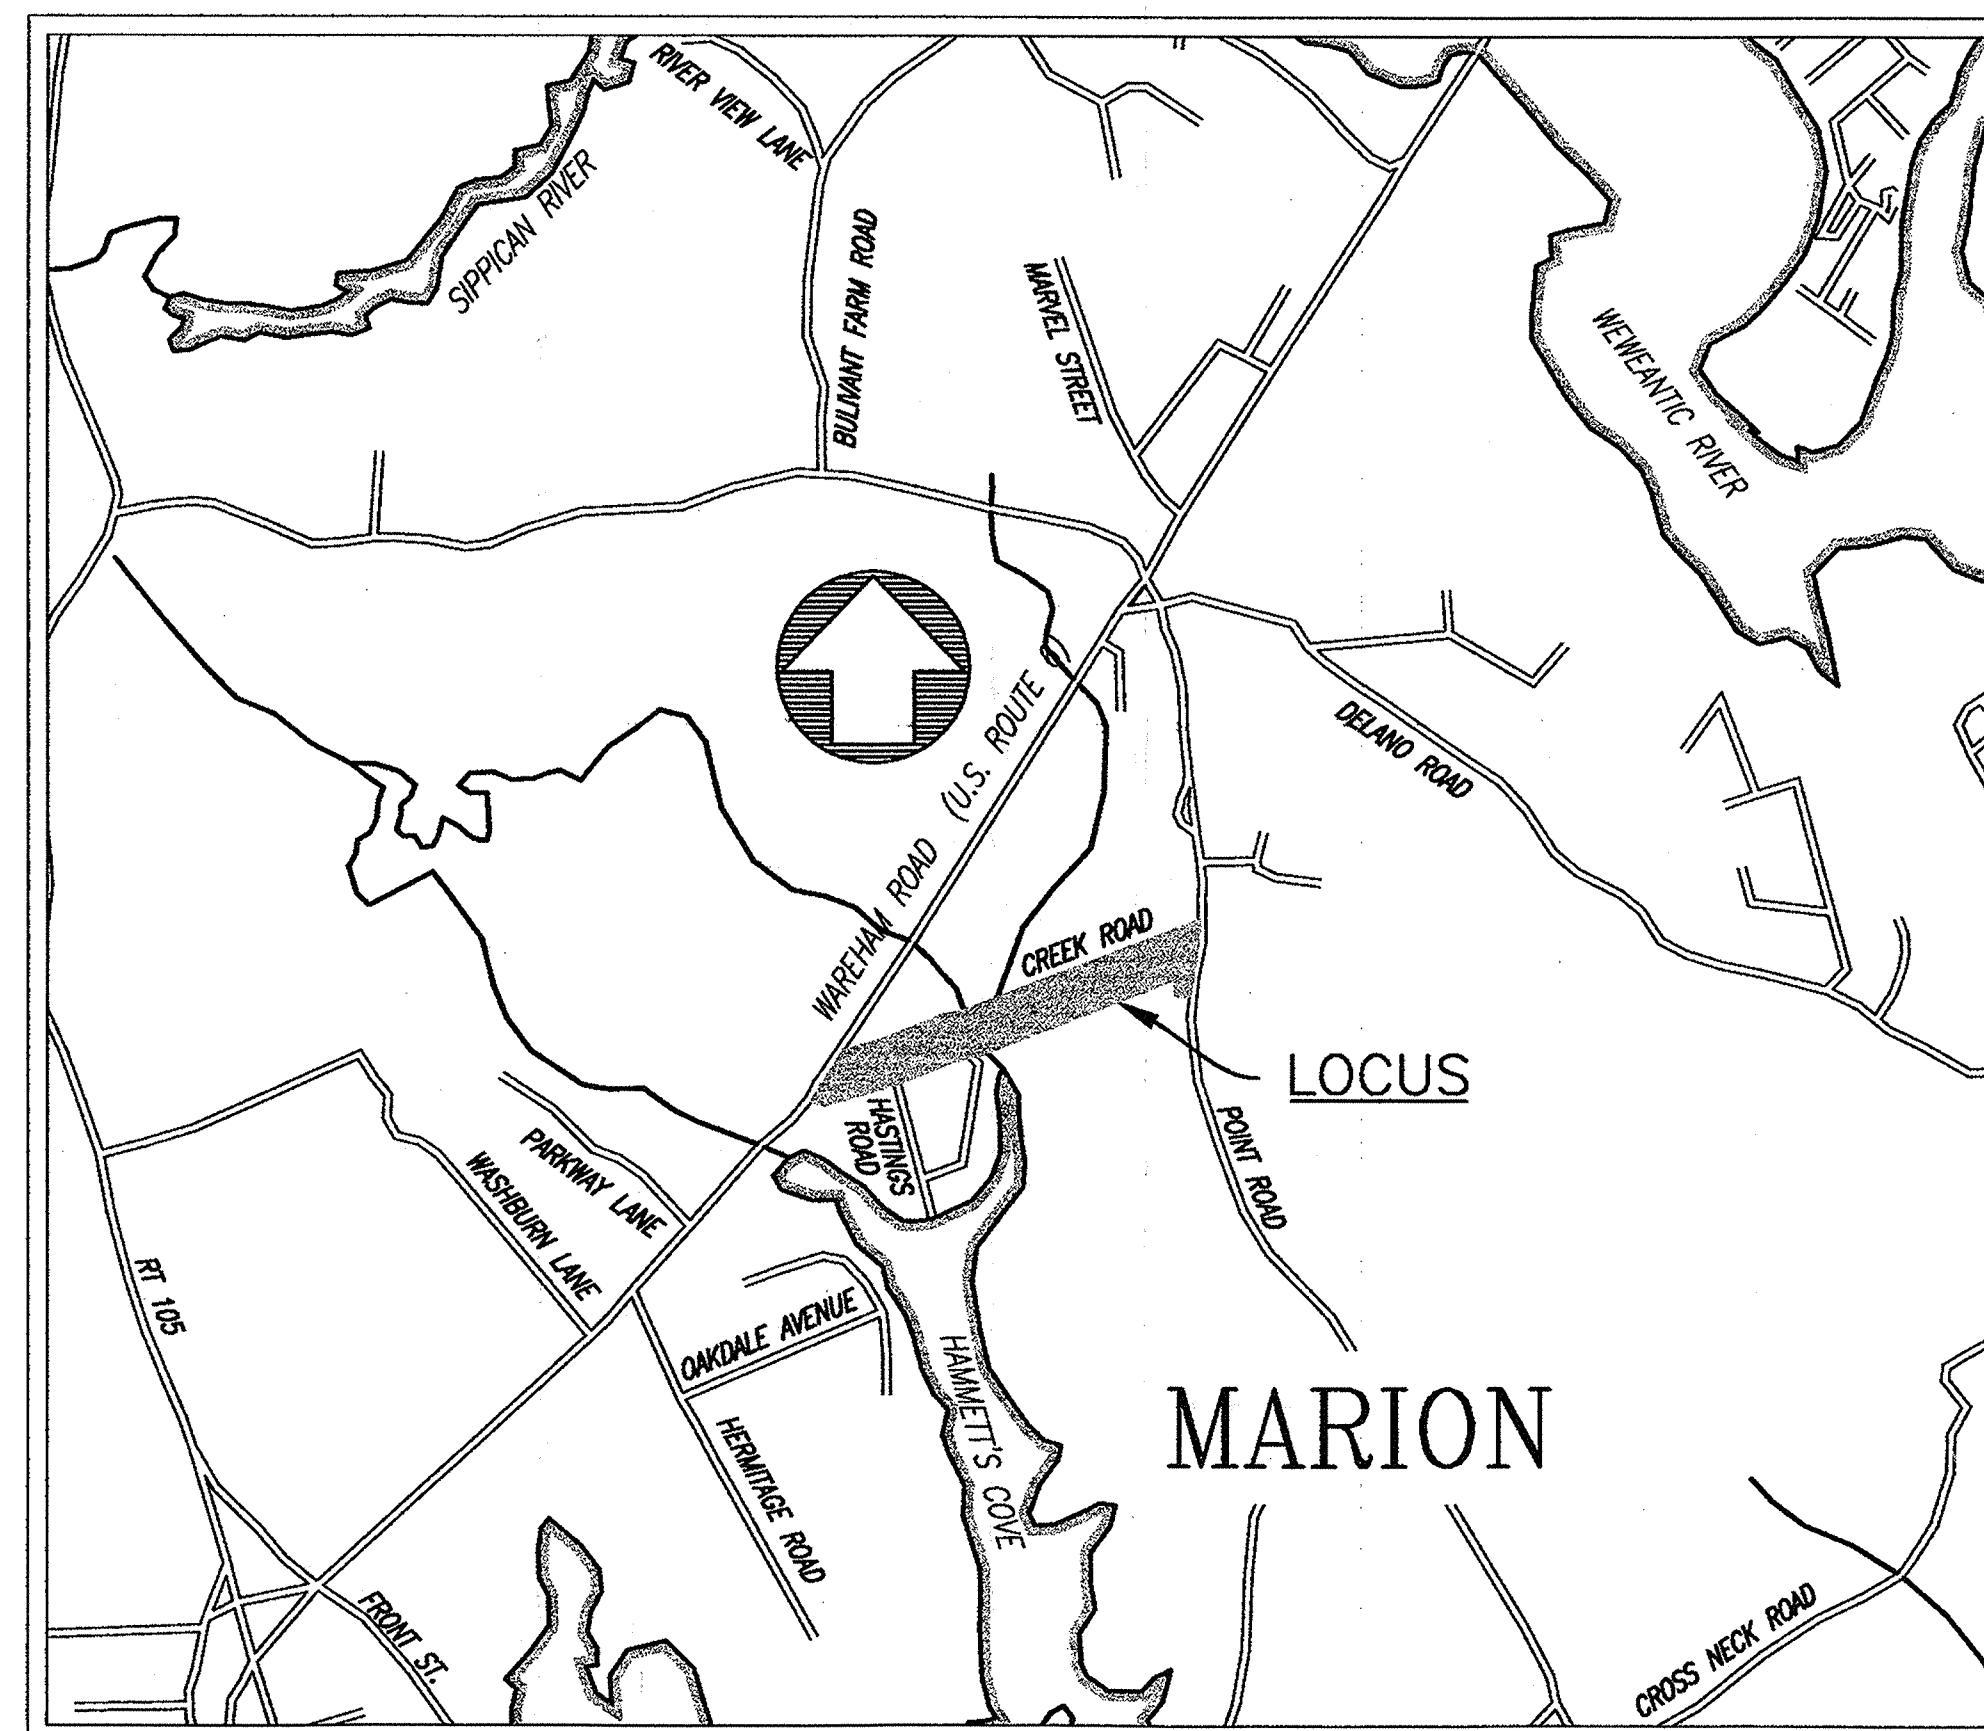 RIVER VIEW LANE
SIPPICAN RIVER
BULIVANT FARM ROAD
MARVEL STREET
WEWEANTIC RIVER
WAREHAM ROAD (U.S. ROUTE
DELANO ROAD
CREEK ROAD
LOCUS
HASTINGS
ROAD
POINT ROAD
PARKWAY LANE
WASHBURN LANE
RT 105
OAKDALE AVENUE
HAMMETT'S COVE
MARION
HERMITAGE ROAD
FRONT ST.
CROSS NECK ROAD